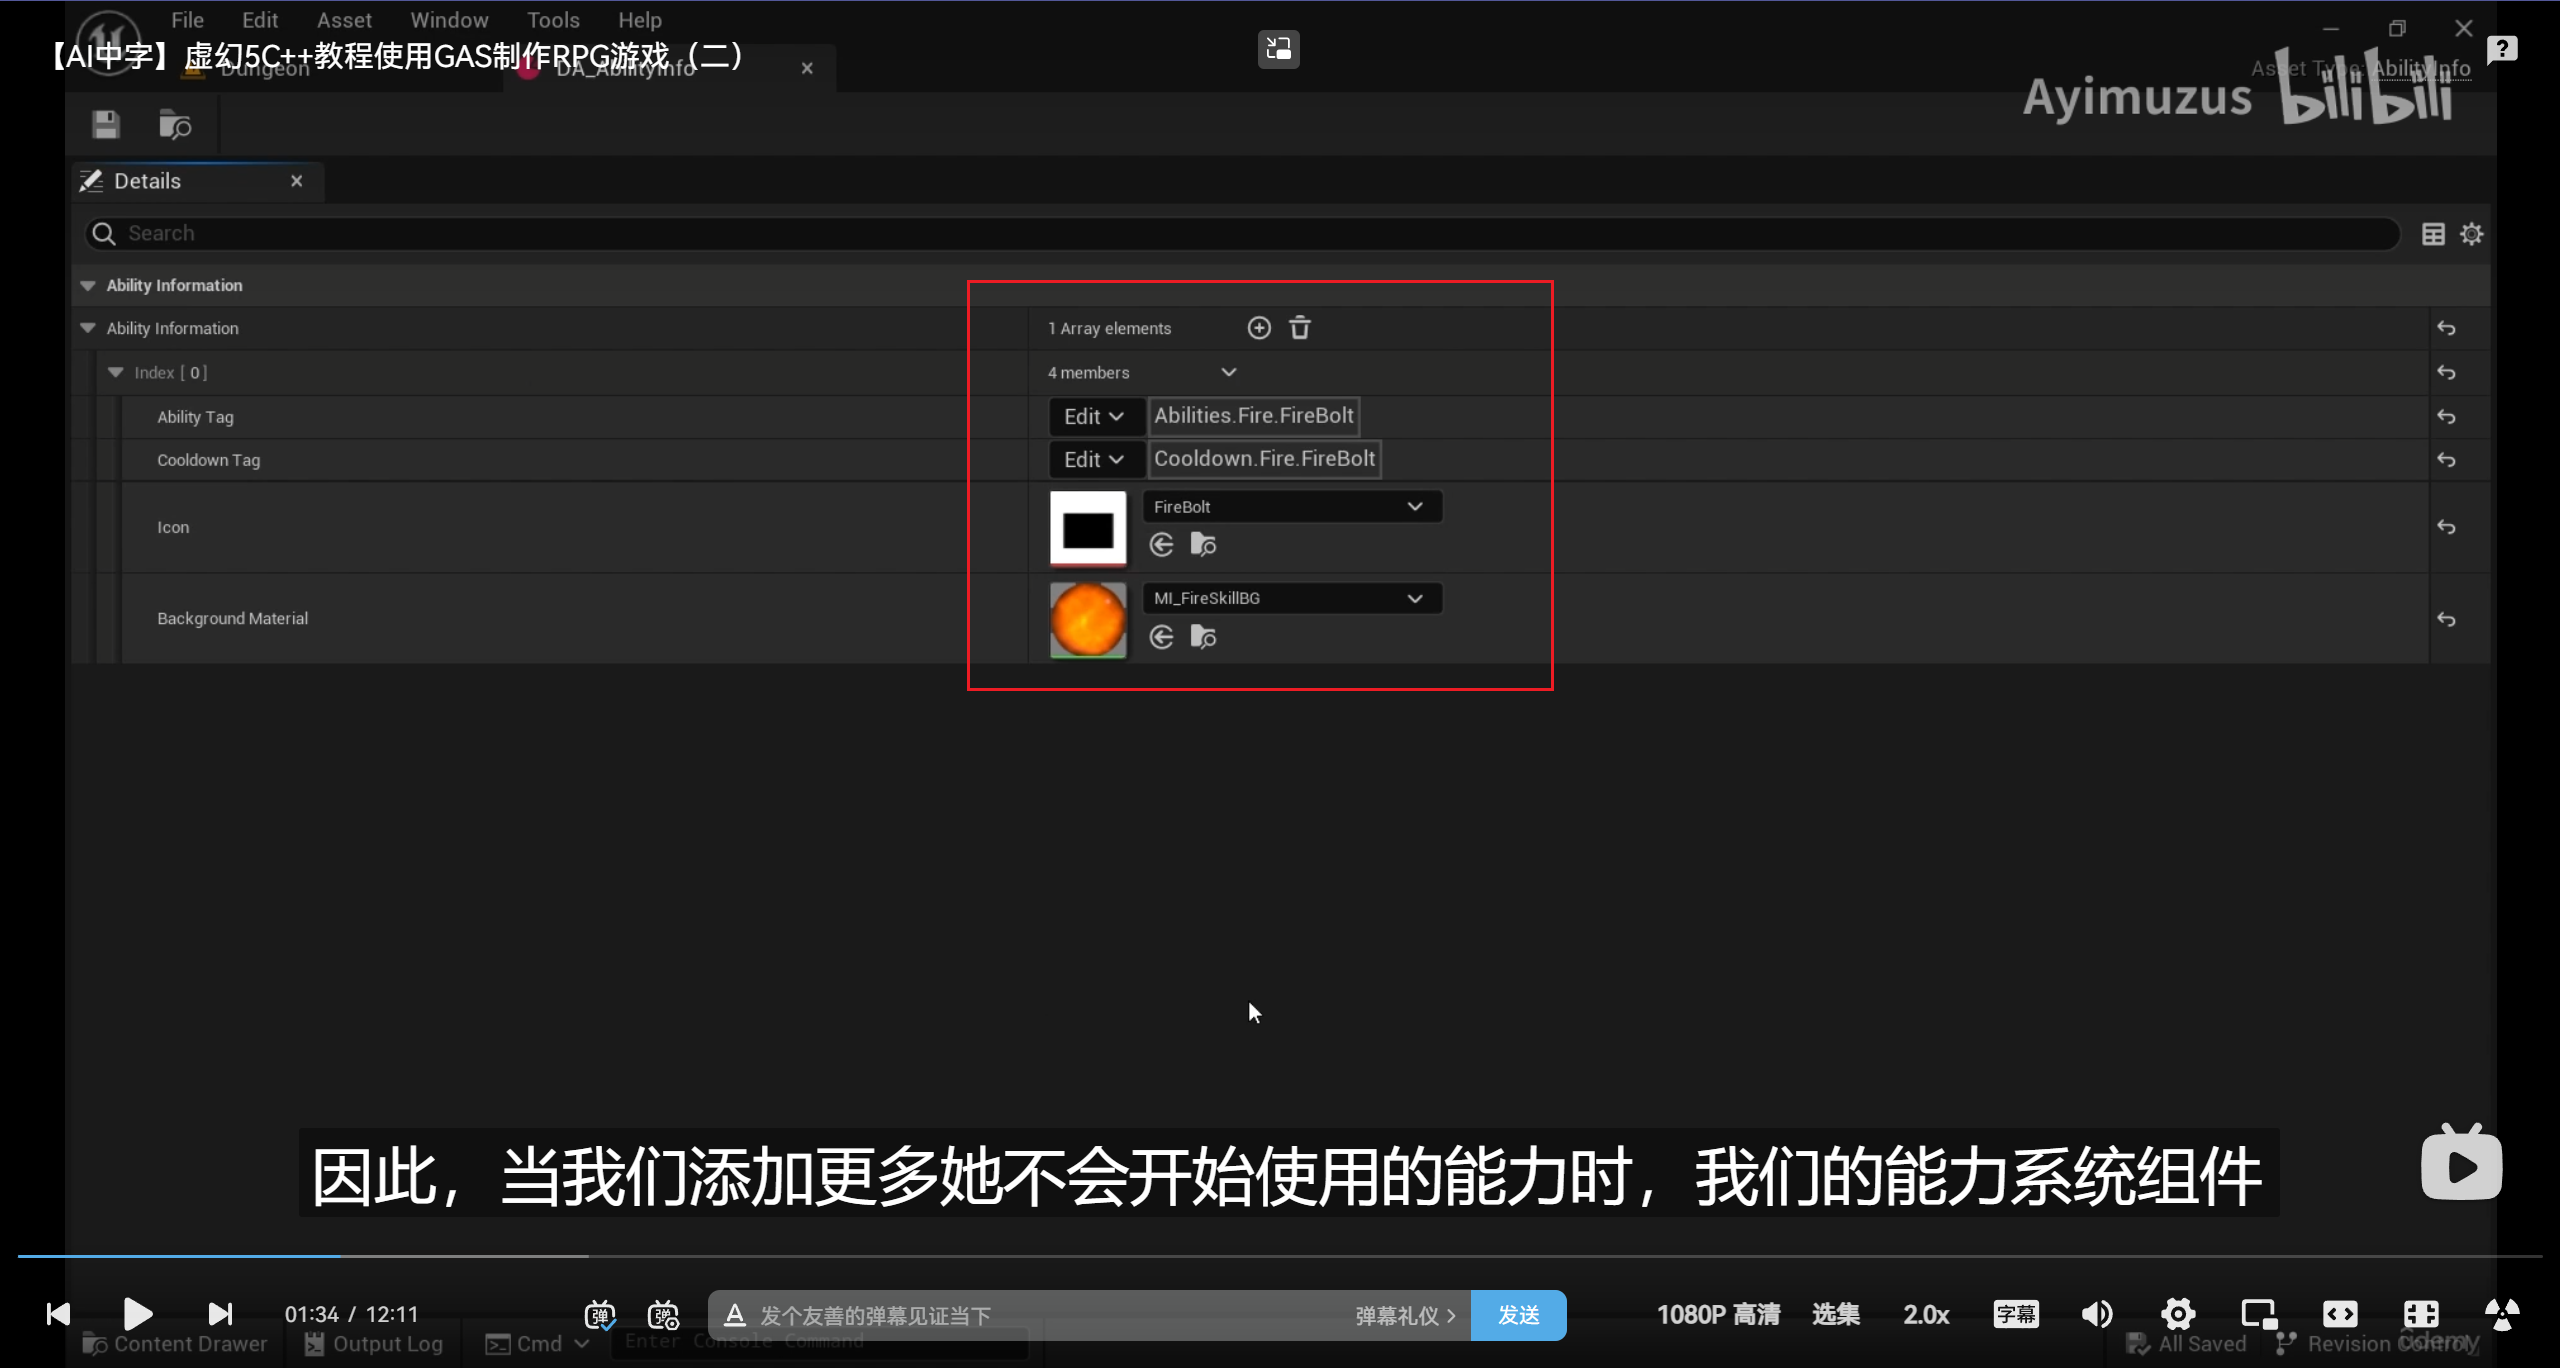 File Edit Asset Window Tools Help
【AI中字】虚幻5C++教程使用GAS制作RPG游戏（二）
Dungeon
DA_AbilityInfo
Asset Type: AbilityInfo
Ayimuzus bilibili
Details
Search
Ability Information
Ability Information 1 Array elements
Index [ 0 ] 4 members
Ability Tag Edit Abilities.Fire.FireBolt
Cooldown Tag Edit Cooldown.Fire.FireBolt
Icon FireBolt
Background Material MI_FireSkillBG
因此，当我们添加更多她不会开始使用的能力时，我们的能力系统组件
01:34 / 12:11 弹 弹 发个友善的弹幕见证当下 弹幕礼仪 > 发送 1080P 高清 选集 2.0x 字幕
Content Drawer Output Log Cmd Enter Console Command All Saved Revision Control
udemy